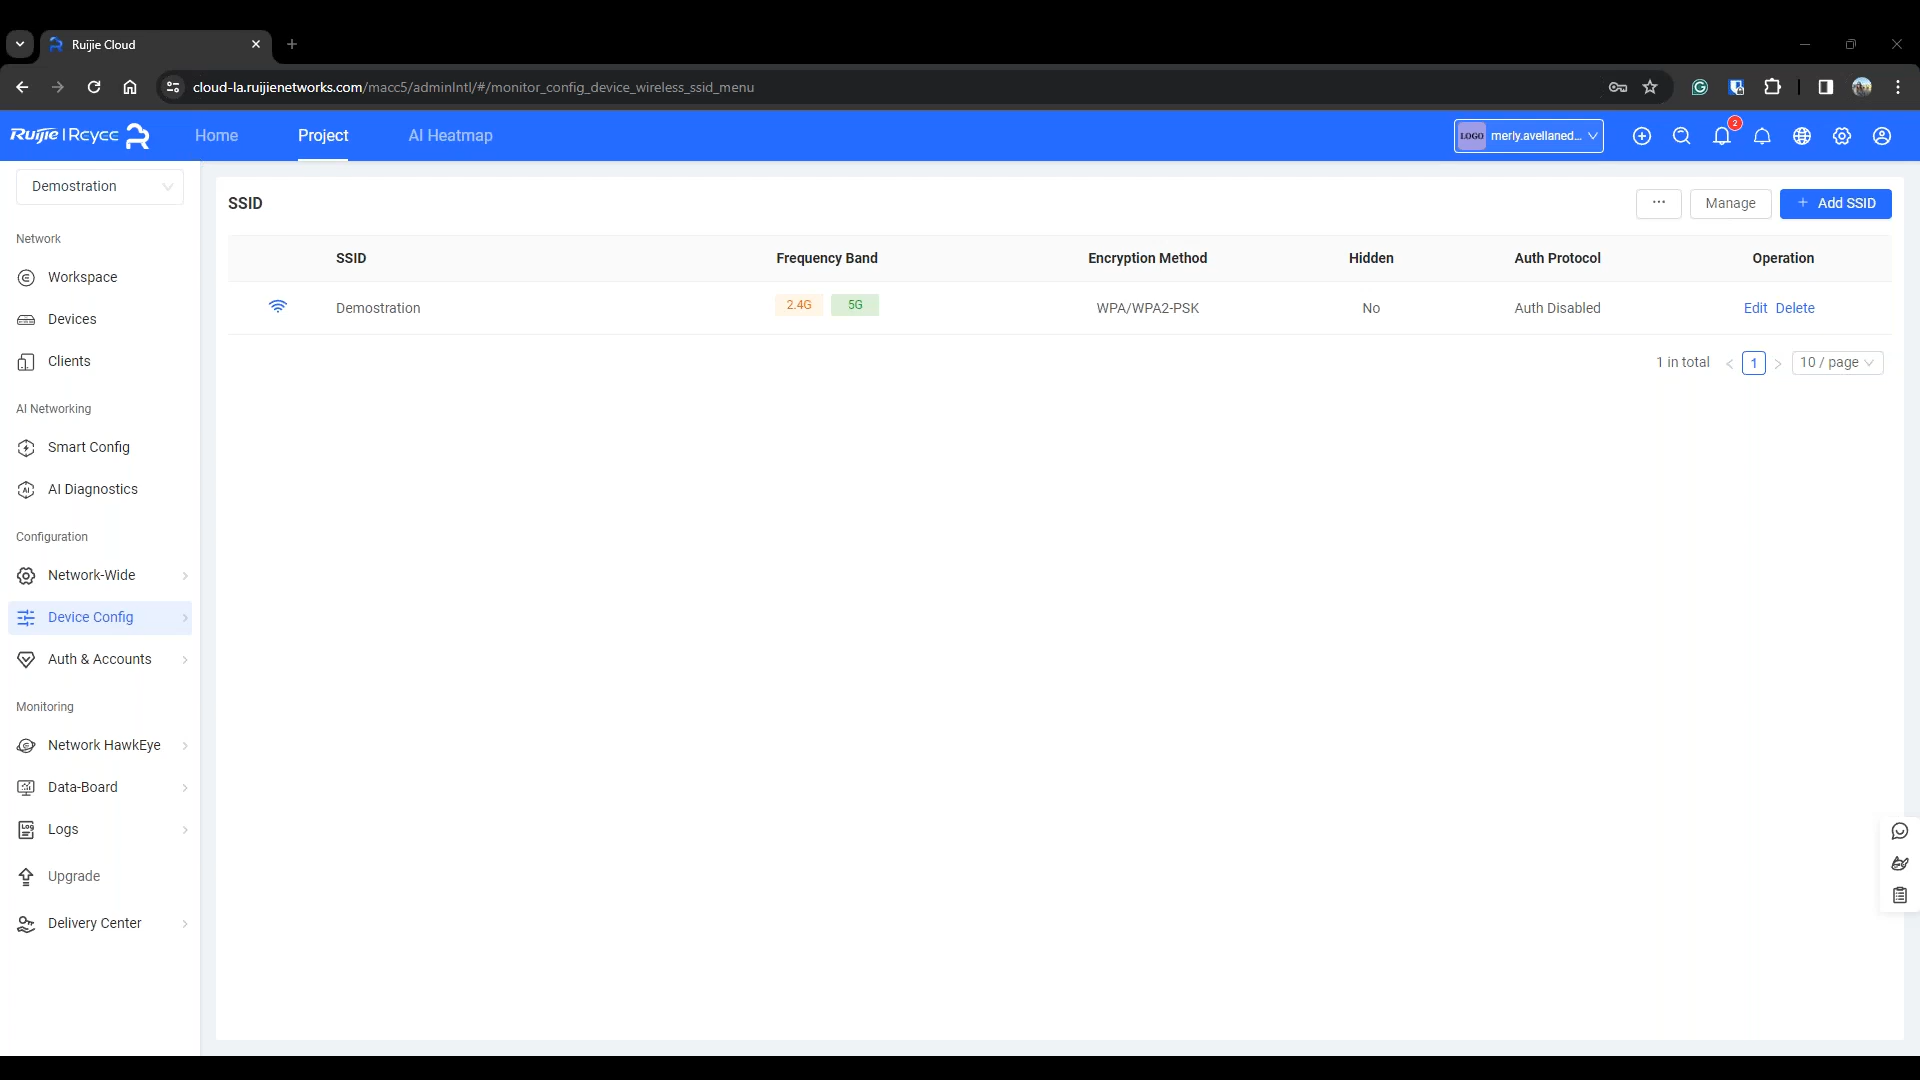 Ruijie Cloud
cloud-la.ruijienetworks.com/macc5/adminIntl/#/monitor_config_device_wireless_ssid_menu
Ruijie | Rcycc
Home
Project
AI Heatmap
LOGO
merly.avellaned...
2
Demostration
SSID
...
Manage
+ Add SSID
Network
Workspace
Devices
Clients
AI Networking
Smart Config
AI Diagnostics
Configuration
Network-Wide
Device Config
Auth & Accounts
Monitoring
Network HawkEye
Data-Board
Logs
Upgrade
Delivery Center
SSID Frequency Band Encryption Method Hidden Auth Protocol Operation
Demostration 2.4G 5G WPA/WPA2-PSK No Auth Disabled Edit Delete
1 in total < 1 > 10 / page